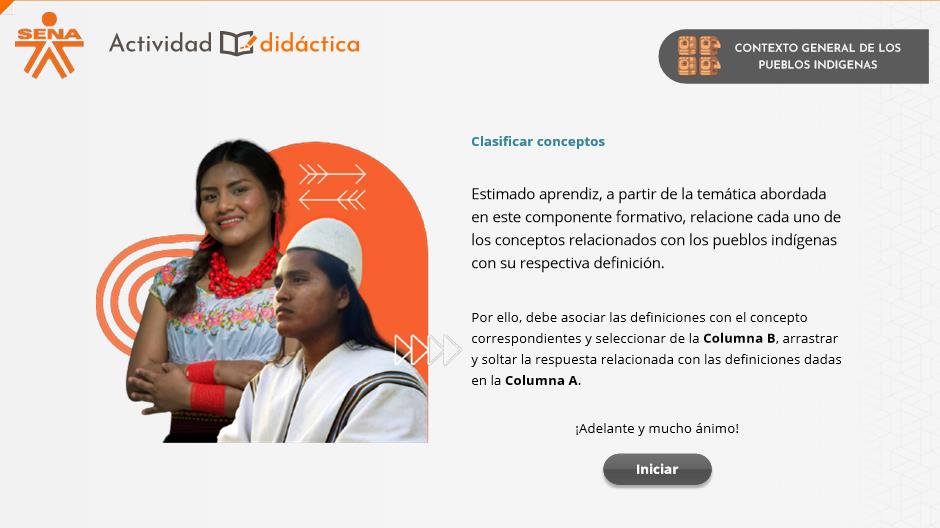 SENA
Actividad didáctica
CONTEXTO GENERAL DE LOS
PUEBLOS INDIGENAS
Clasificar conceptos
Estimado aprendiz, a partir de la temática abordada
en este componente formativo, relacione cada uno de
los conceptos relacionados con los pueblos indígenas
con su respectiva definición.
Por ello, debe asociar las definiciones con el concepto
correspondientes y seleccionar de la Columna B, arrastrar
y soltar la respuesta relacionada con las definiciones dadas
en la Columna A.
¡Adelante y mucho ánimo!
Iniciar